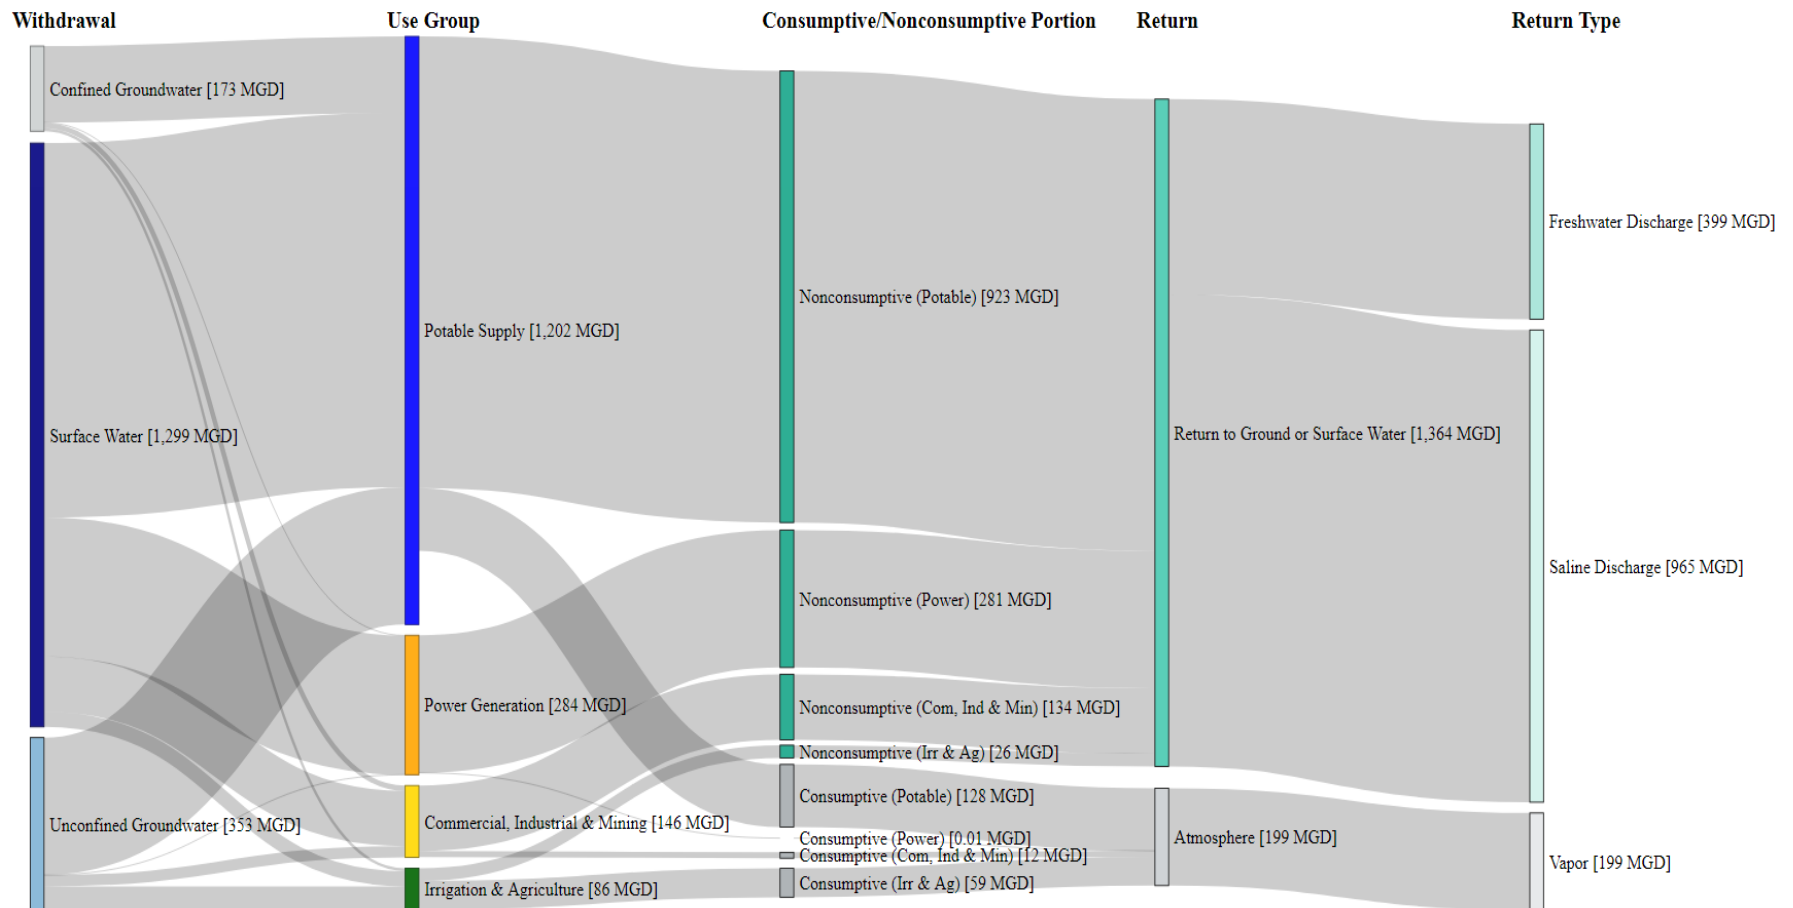 Withdrawal
Use Group
Consumptive/Nonconsumptive Portion
Return
Return Type
Confined Groundwater [173 MGD]
Surface Water [1,299 MGD]
Unconfined Groundwater [353 MGD]
Potable Supply [1,202 MGD]
Power Generation [284 MGD]
Commercial, Industrial & Mining [146 MGD]
Irrigation & Agriculture [86 MGD]
Nonconsumptive (Potable) [923 MGD]
Nonconsumptive (Power) [281 MGD]
Nonconsumptive (Com, Ind & Min) [134 MGD]
Nonconsumptive (Irr & Ag) [26 MGD]
Consumptive (Potable) [128 MGD]
Consumptive (Power) [0.01 MGD]
Consumptive (Com, Ind & Min) [12 MGD]
Consumptive (Irr & Ag) [59 MGD]
Return to Ground or Surface Water [1,364 MGD]
Atmosphere [199 MGD]
Freshwater Discharge [399 MGD]
Saline Discharge [965 MGD]
Vapor [199 MGD]